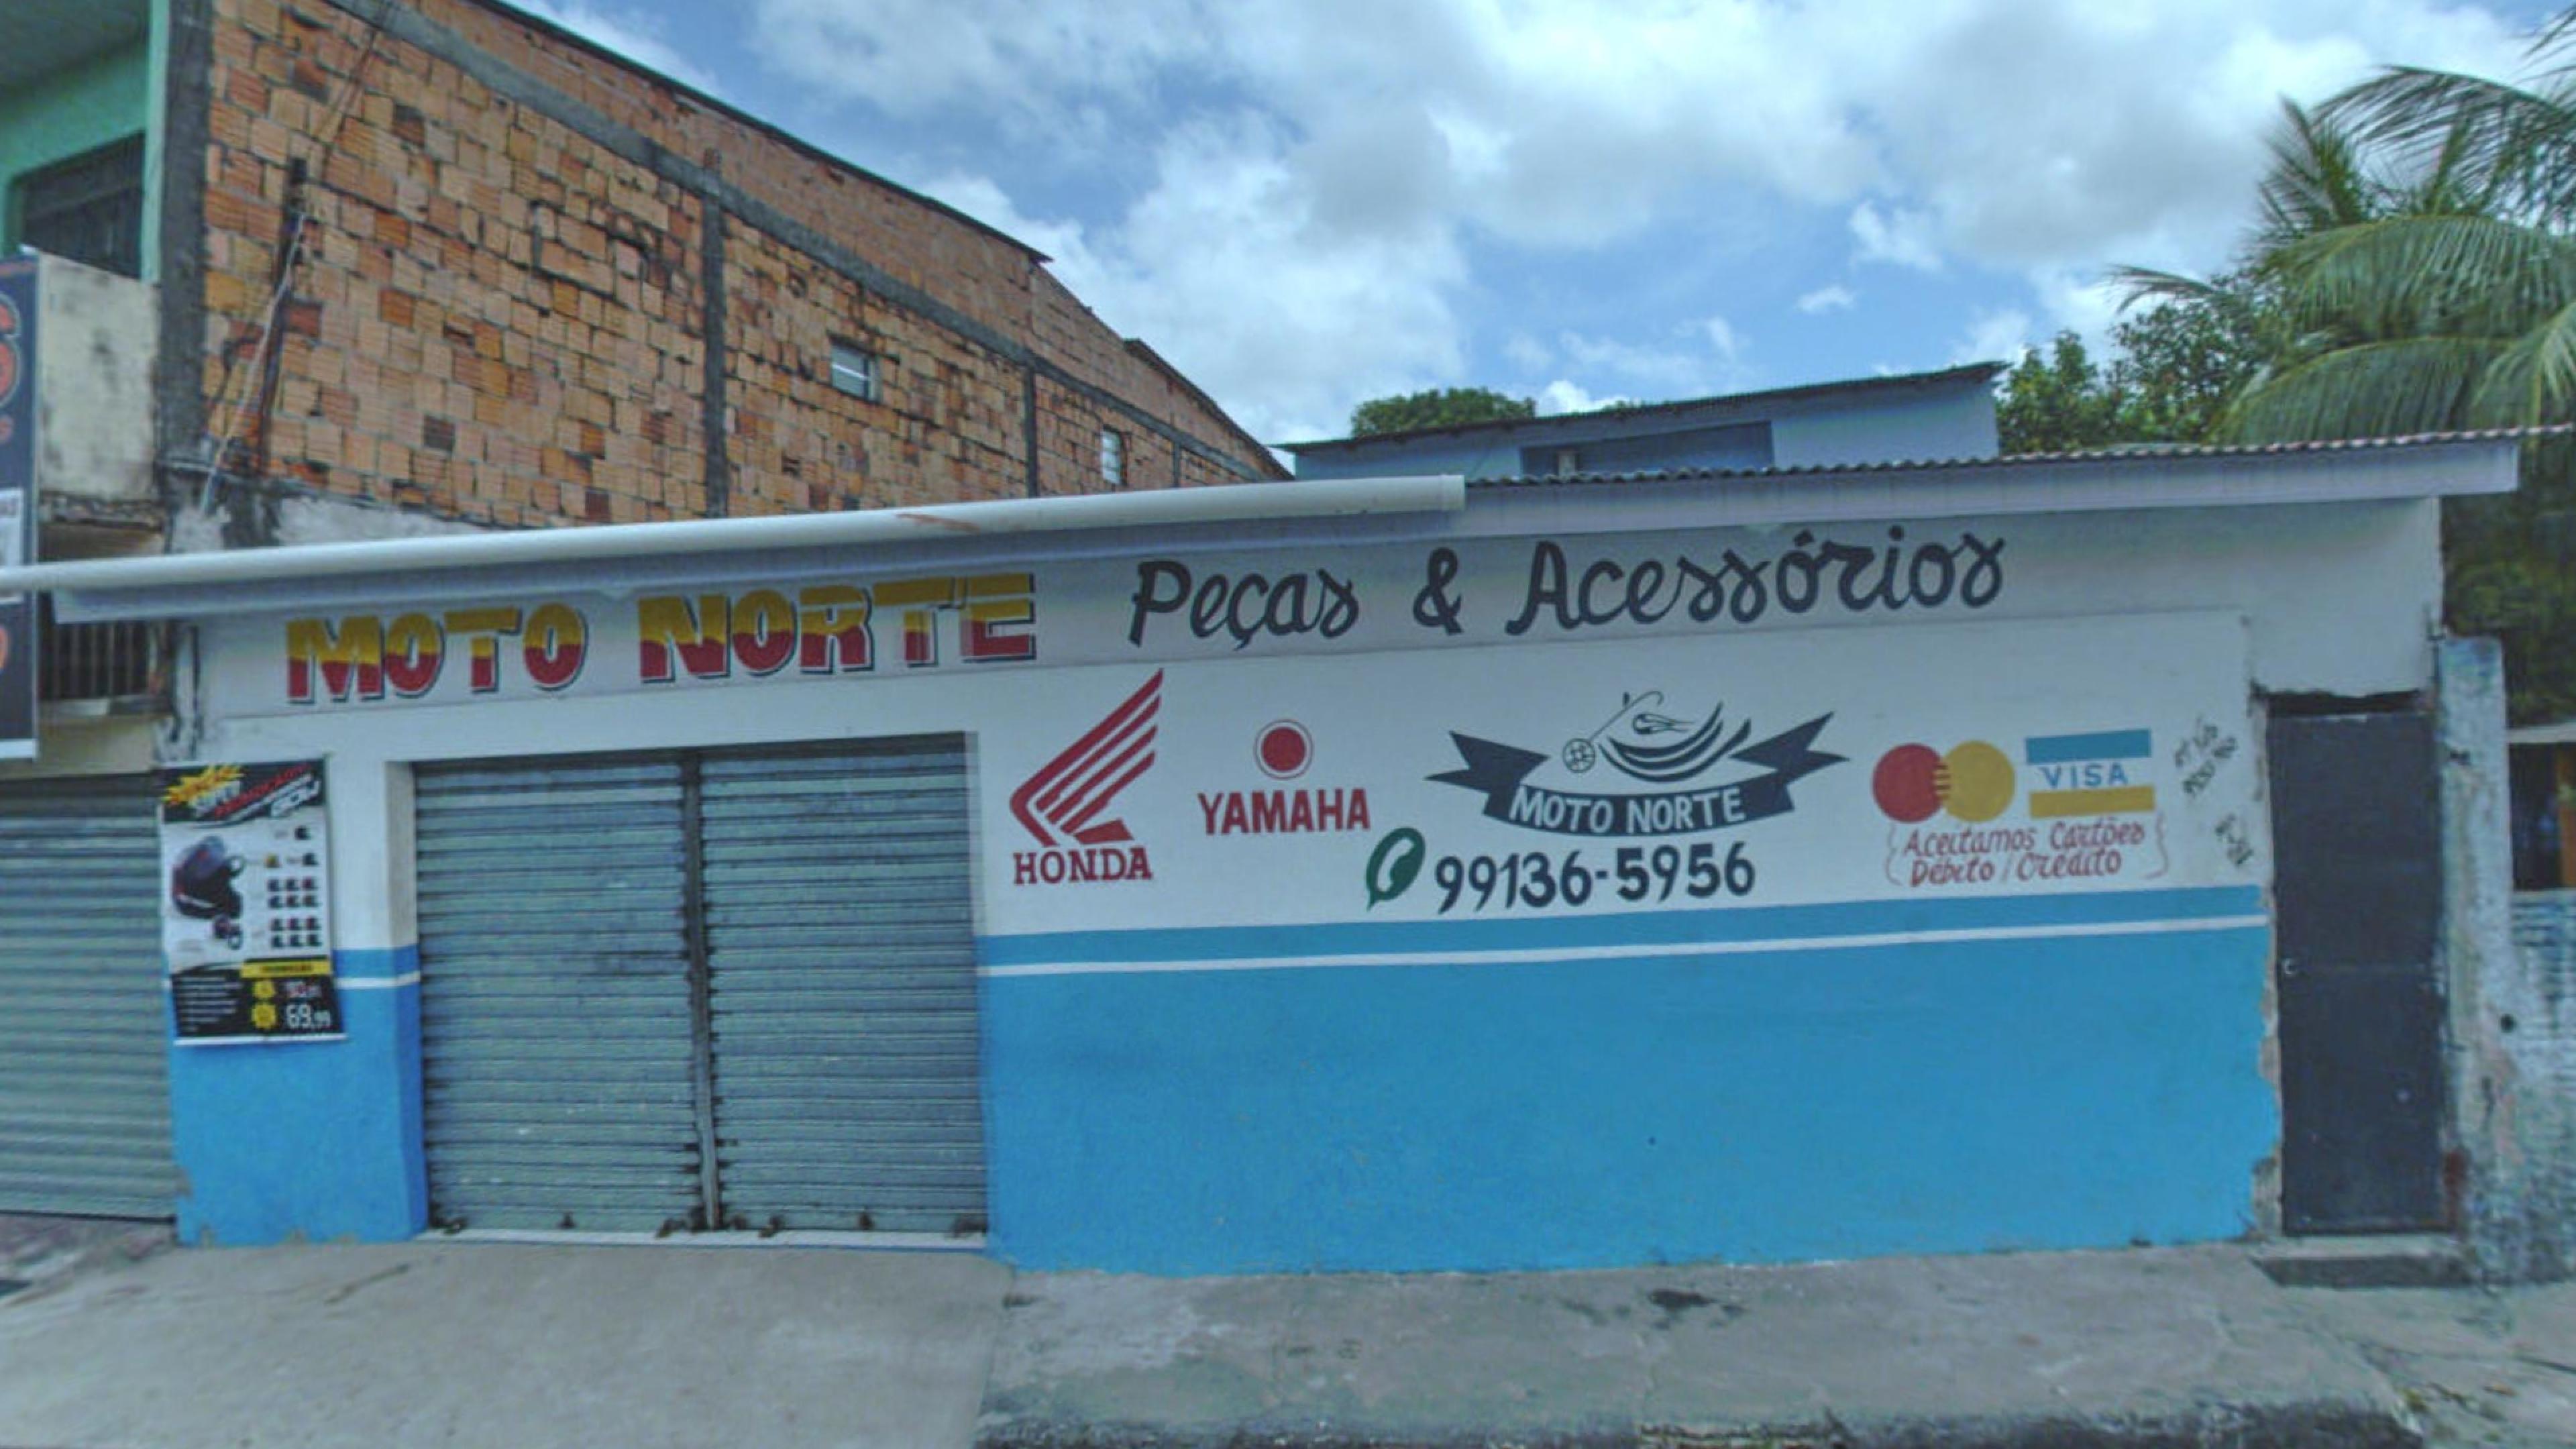 MOTO NORTE Peças & Acessórios
HONDA
YAMAHA
MOTO NORTE
99136-5956
VISA
Aceitamos Cartões
Débito / Crédito
69,99